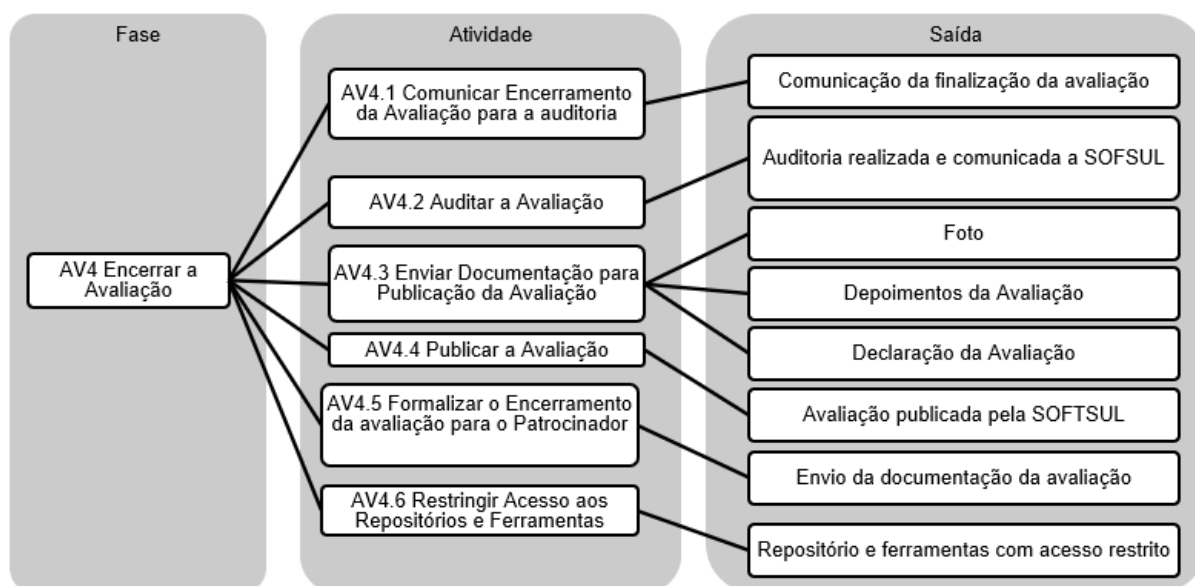 Fase
Atividade
Saída
AV4 Encerrar a
Avaliação
AV4.1 Comunicar Encerramento
da Avaliação para a auditoria
AV4.2 Auditar a Avaliação
AV4.3 Enviar Documentação para
Publicação da Avaliação
AV4.4 Publicar a Avaliação
AV4.5 Formalizar o Encerramento
da avaliação para o Patrocinador
AV4.6 Restringir Acesso aos
Repositórios e Ferramentas
Comunicação da finalização da avaliação
Auditoria realizada e comunicada a SOFSUL
Foto
Depoimentos da Avaliação
Declaração da Avaliação
Avaliação publicada pela SOFTSUL
Envio da documentação da avaliação
Repositório e ferramentas com acesso restrito